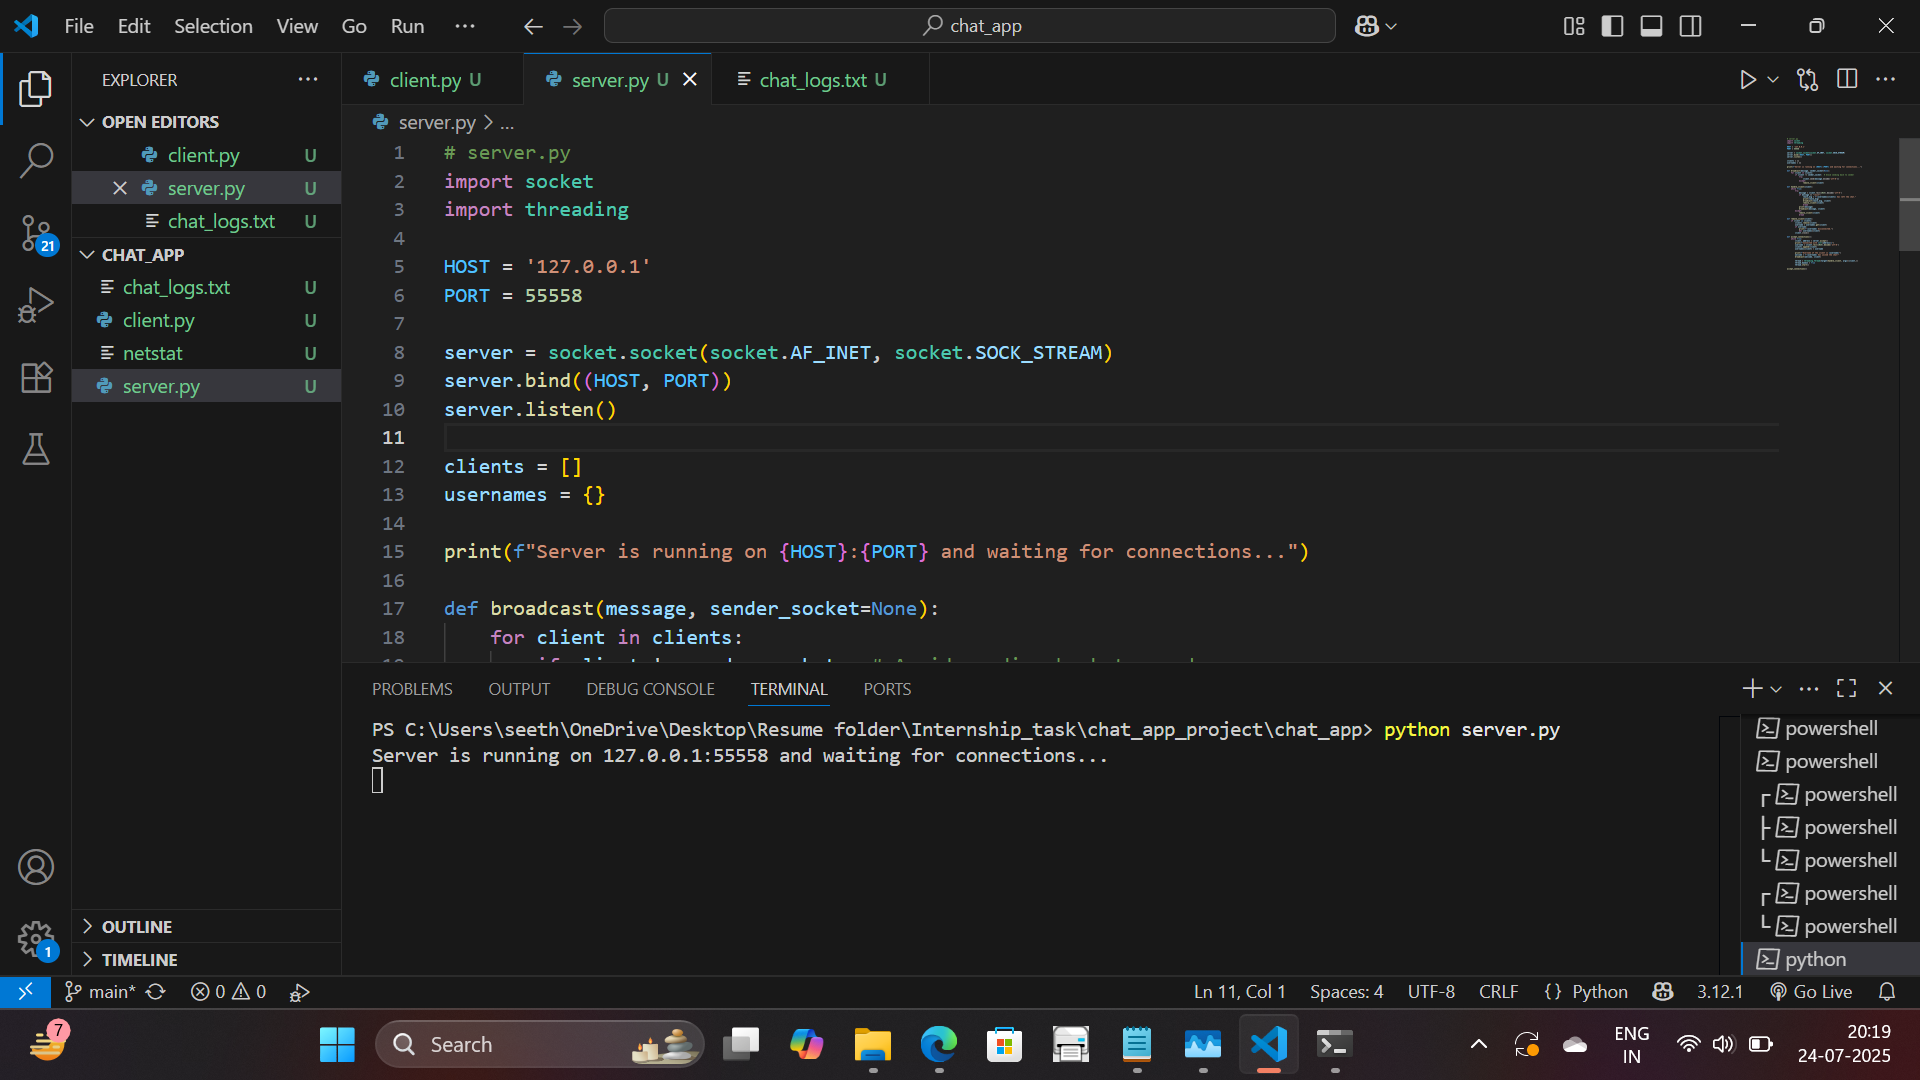 File Edit Selection View Go Run ...
chat_app
EXPLORER
OPEN EDITORS
client.py U
server.py U
chat_logs.txt U
CHAT_APP
chat_logs.txt U
client.py U
netstat U
server.py U
OUTLINE
TIMELINE
21
1
client.py U
server.py U
chat_logs.txt U
server.py > ...
1 # server.py
2 import socket
3 import threading
4
5 HOST = '127.0.0.1'
6 PORT = 55558
7
8 server = socket.socket(socket.AF_INET, socket.SOCK_STREAM)
9 server.bind((HOST, PORT))
10 server.listen()
11
12 clients = []
13 usernames = {}
14
15 print(f"Server is running on {HOST}:{PORT} and waiting for connections...")
16
17 def broadcast(message, sender_socket=None):
18 for client in clients:
PROBLEMS OUTPUT DEBUG CONSOLE TERMINAL PORTS
PS C:\Users\seeth\OneDrive\Desktop\Resume folder\Internship_task\chat_app_project\chat_app> python server.py
Server is running on 127.0.0.1:55558 and waiting for connections...
powershell
powershell
powershell
powershell
powershell
powershell
powershell
python
main* 0 0
Ln 11, Col 1 Spaces: 4 UTF-8 CRLF {} Python 3.12.1 Go Live
7
Search
ENG
IN
20:19
24-07-2025